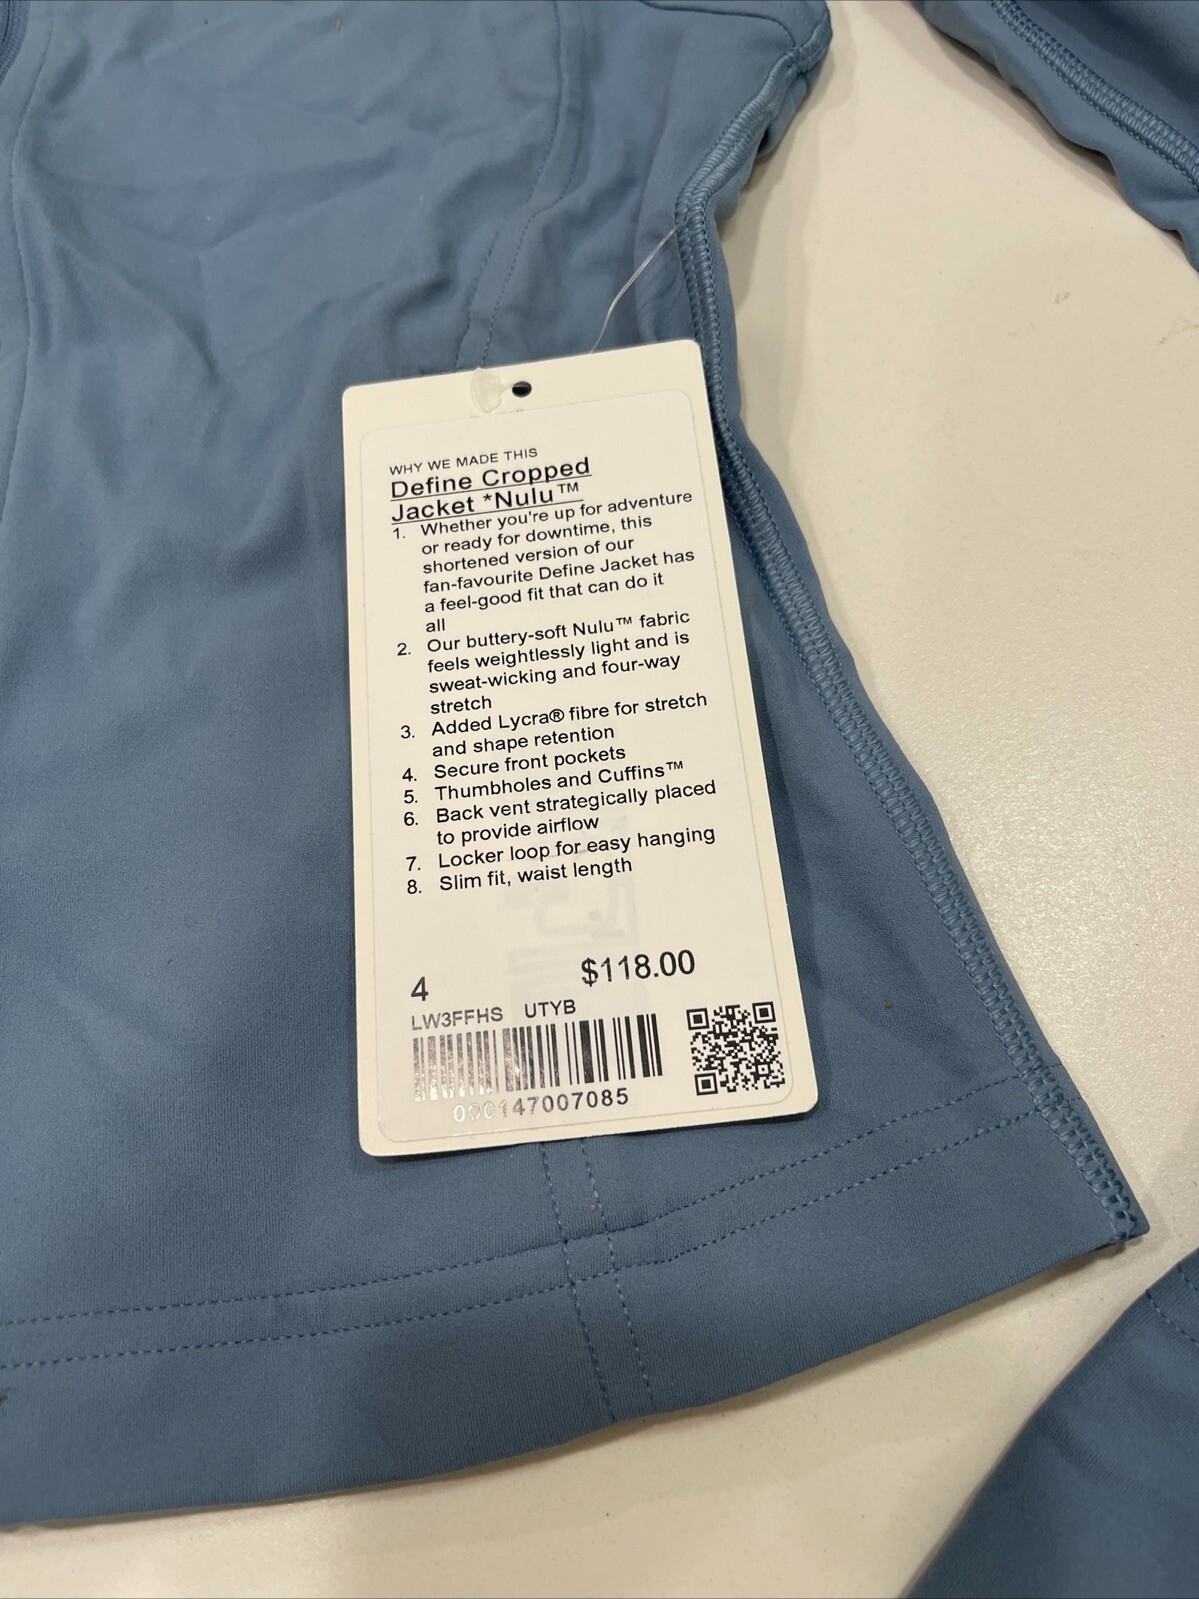 WHY WE MADE THIS
Define Cropped
Jacket *Nulu™
1. Whether you're up for adventure
or ready for downtime, this
shortened version of our
fan-favourite Define Jacket has
a feel-good fit that can do it
all
2. Our buttery-soft Nulu™ fabric
feels weightlessly light and is
sweat-wicking and four-way
stretch
3. Added Lycra® fibre for stretch
and shape retention
4. Secure front pockets
5. Thumbholes and Cuffins™
6. Back vent strategically placed
to provide airflow
7. Locker loop for easy hanging
8. Slim fit, waist length
4 $118.00
LW3FFHS UTYB
000147007085